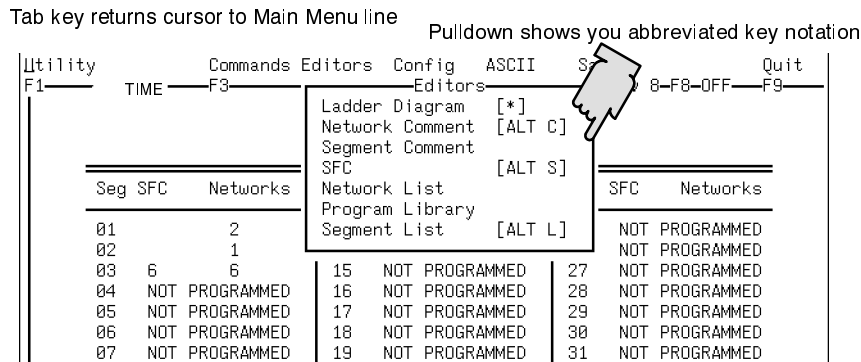 Tab key returns cursor to Main Menu line
Pulldown shows you abbreviated key notation
Utility Commands Editors Config ASCII Quit
F1 TIME F3 Editors 8-F8-OFF F9
Ladder Diagram [*]
Network Comment [ALT C]
Segment Comment
SFC [ALT S]
Network List
Program Library
Segment List [ALT L]
Seg SFC Networks SFC Networks
01 2 NOT PROGRAMMED
02 1 NOT PROGRAMMED
03 6 6 15 NOT PROGRAMMED 27 NOT PROGRAMMED
04 NOT PROGRAMMED 16 NOT PROGRAMMED 28 NOT PROGRAMMED
05 NOT PROGRAMMED 17 NOT PROGRAMMED 29 NOT PROGRAMMED
06 NOT PROGRAMMED 18 NOT PROGRAMMED 30 NOT PROGRAMMED
07 NOT PROGRAMMED 19 NOT PROGRAMMED 31 NOT PROGRAMMED